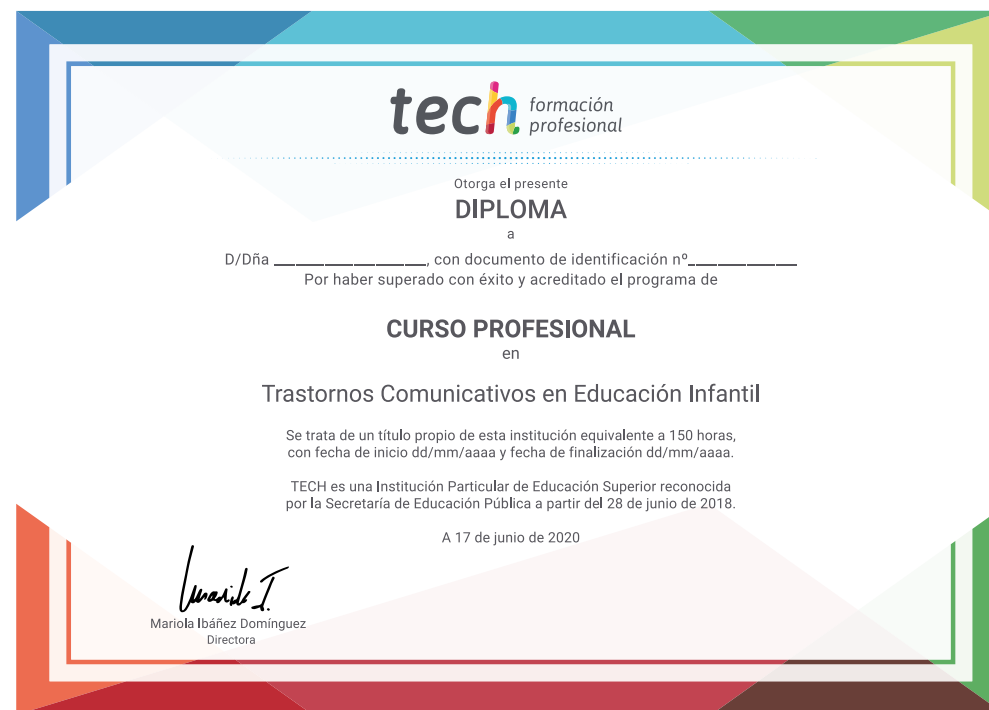 tech formación
profesional
Otorga el presente
DIPLOMA
a
D/Dña ______________, con documento de identificación nº__________
Por haber superado con éxito y acreditado el programa de
CURSO PROFESIONAL
en
Trastornos Comunicativos en Educación Infantil
Se trata de un título propio de esta institución equivalente a 150 horas,
con fecha de inicio dd/mm/aaaa y fecha de finalización dd/mm/aaaa.
TECH es una Institución Particular de Educación Superior reconocida
por la Secretaría de Educación Pública a partir del 28 de junio de 2018.
A 17 de junio de 2020
Mariola Ibáñez Domínguez
Directora